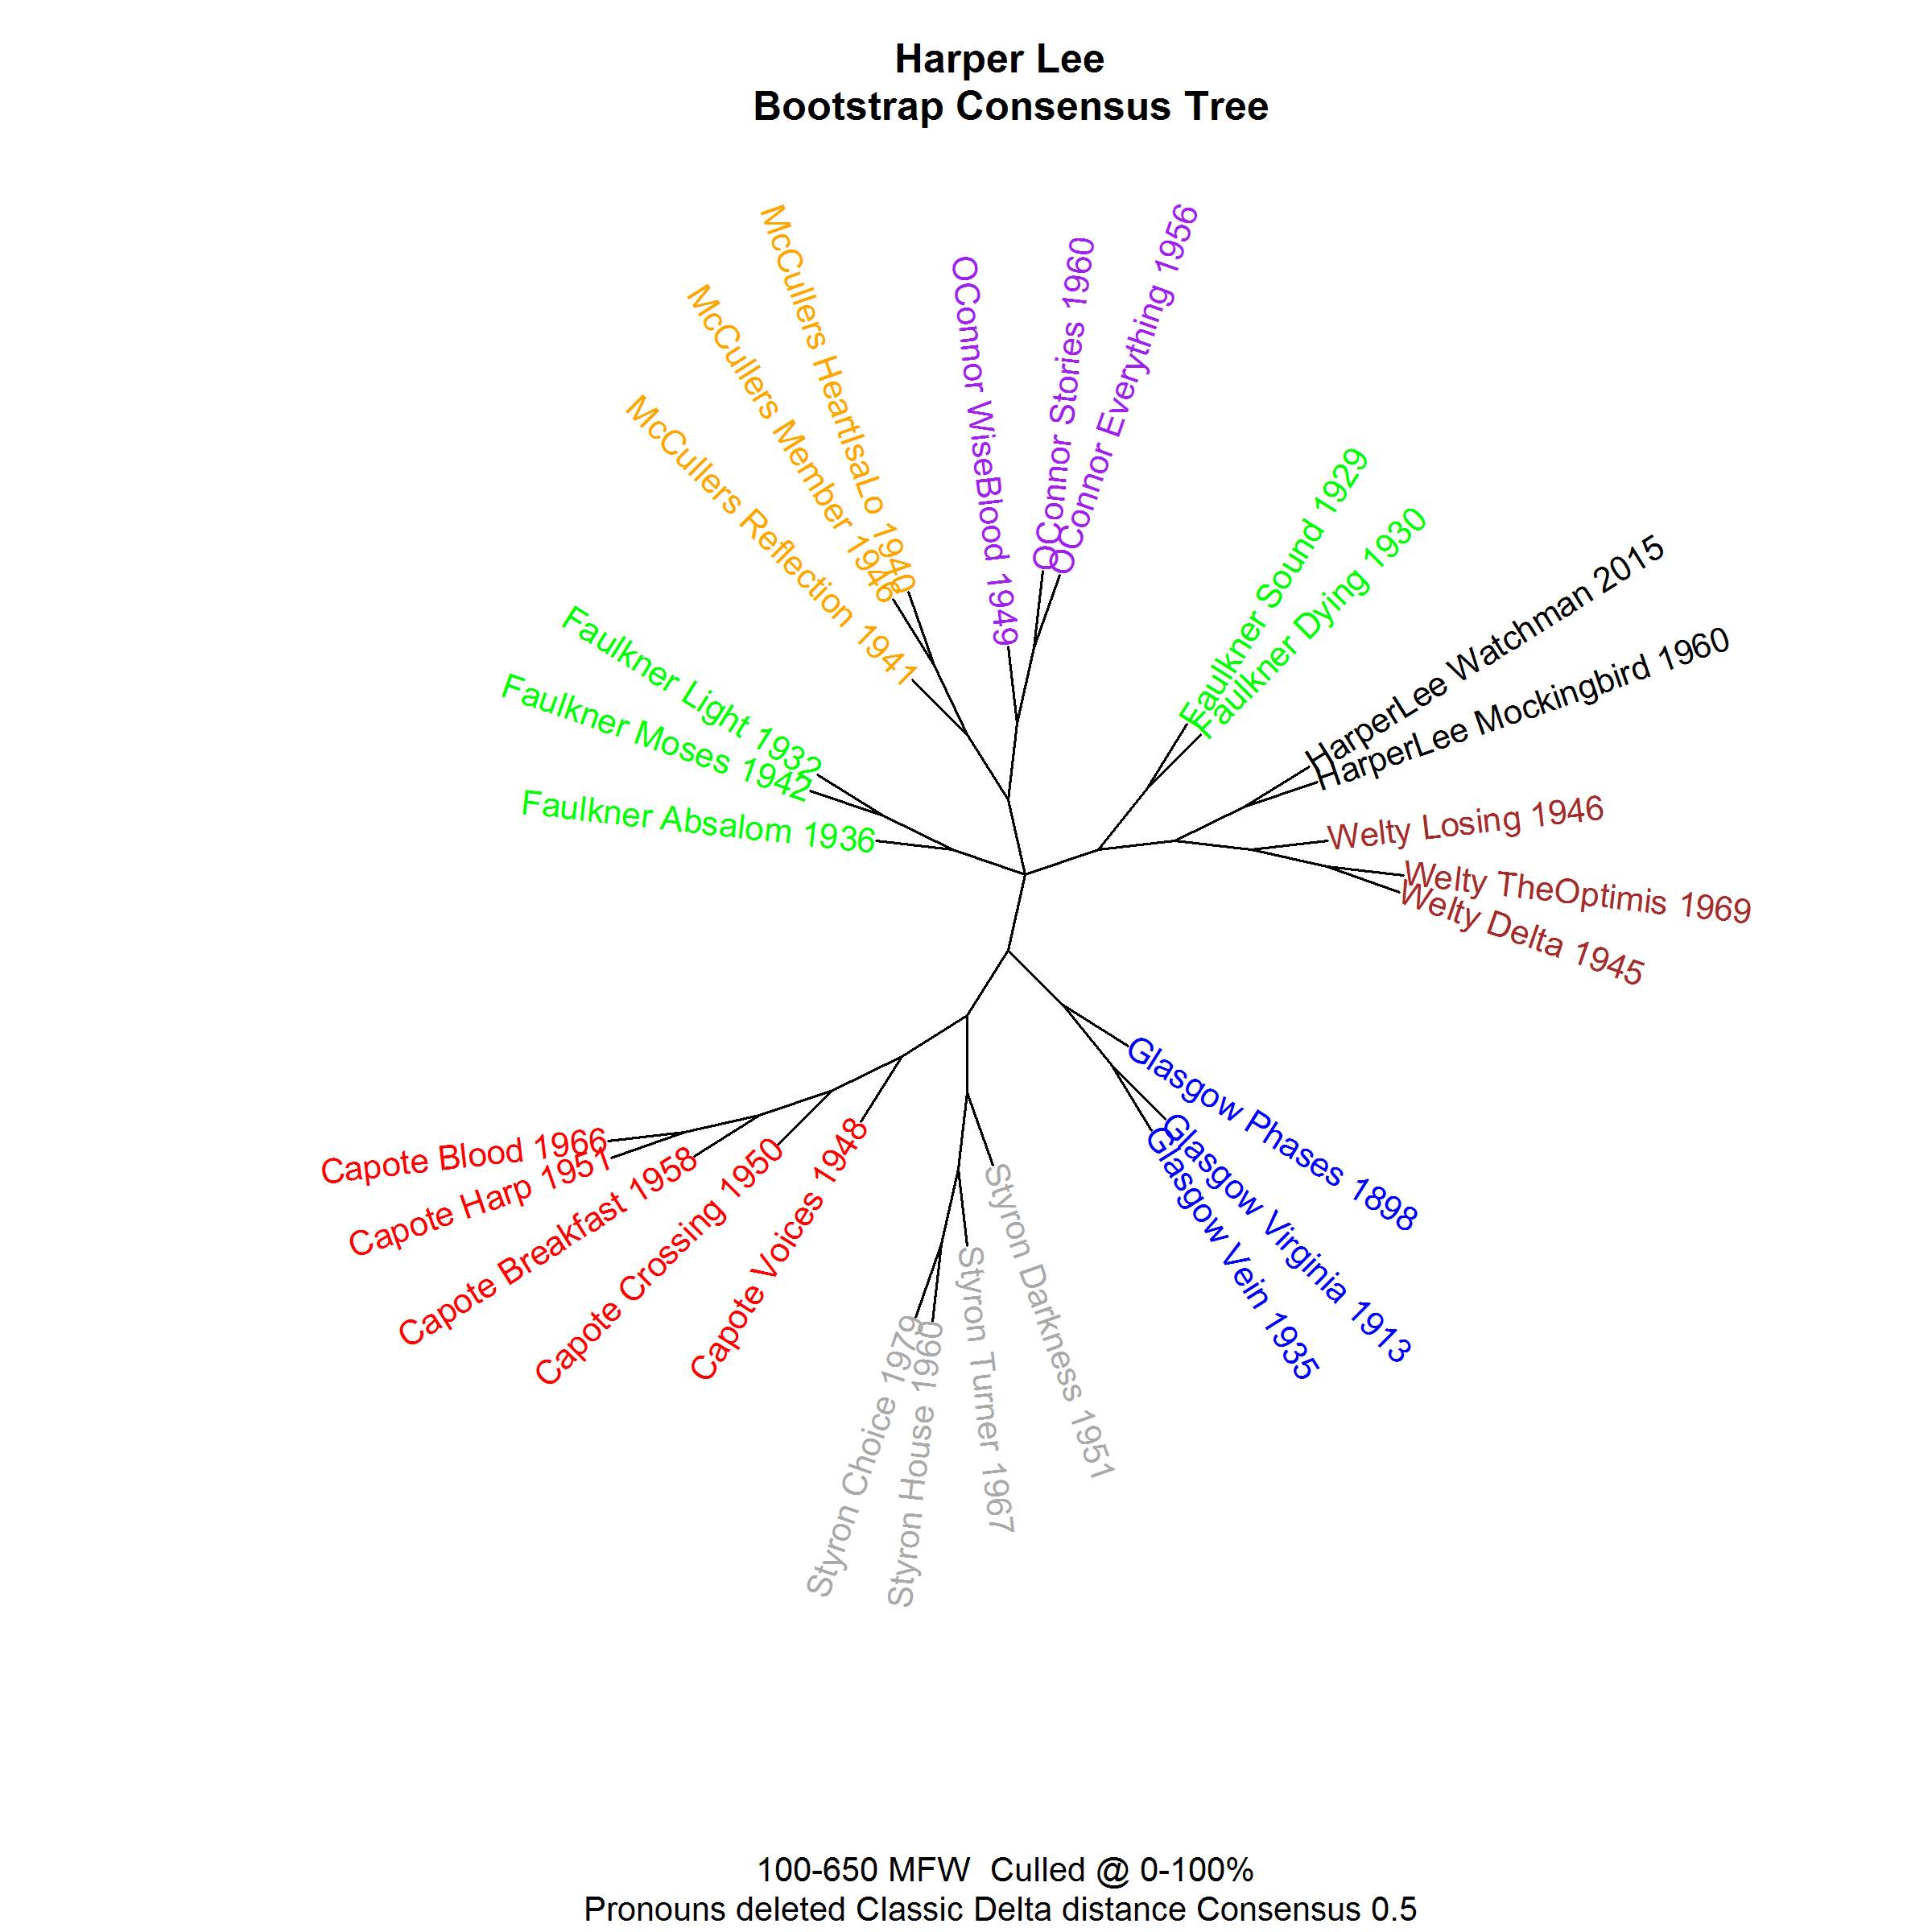 Harper Lee
Bootstrap Consensus Tree
McCullers HeartIsaLo 1940
McCullers Member 1946
McCullers Reflection 1941
OConnor WiseBlood 1949
OConnor Stories 1960
OConnor Everything 1956
Faulkner Sound 1929
Faulkner Dying 1930
HarperLee Watchman 2015
HarperLee Mockingbird 1960
Welty Losing 1946
Welty TheOptimis 1969
Welty Delta 1945
Faulkner Light 1932
Faulkner Moses 1942
Faulkner Absalom 1936
Glasgow Phases 1898
Glasgow Virginia 1913
Glasgow Vein 1935
Capote Blood 1966
Capote Harp 1951
Capote Breakfast 1958
Capote Crossing 1950
Capote Voices 1948
Styron Choice 1979
Styron House 1960
Styron Turner 1967
Styron Darkness 1951
100-650 MFW  Culled @ 0-100%
Pronouns deleted Classic Delta distance Consensus 0.5